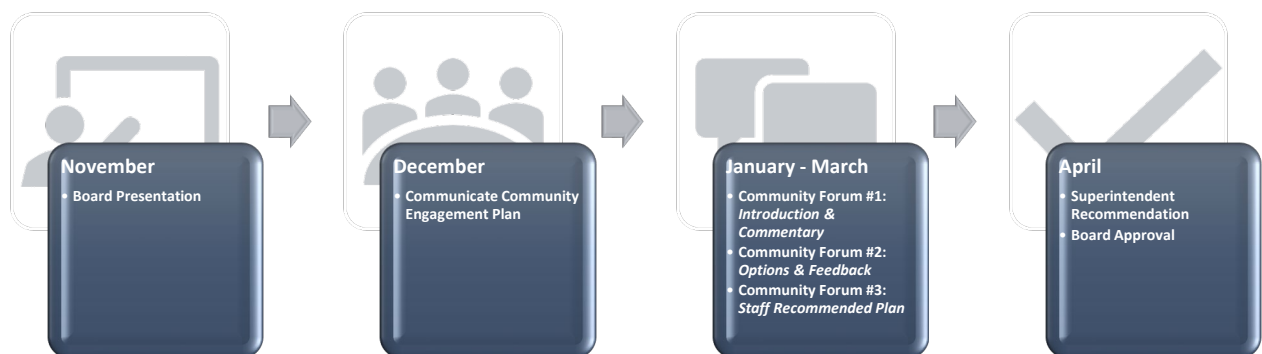 November
• Board Presentation
December
• Communicate Community
Engagement Plan
January - March
• Community Forum #1:
Introduction &
Commentary
• Community Forum #2:
Options & Feedback
• Community Forum #3:
Staff Recommended Plan
April
• Superintendent
Recommendation
• Board Approval